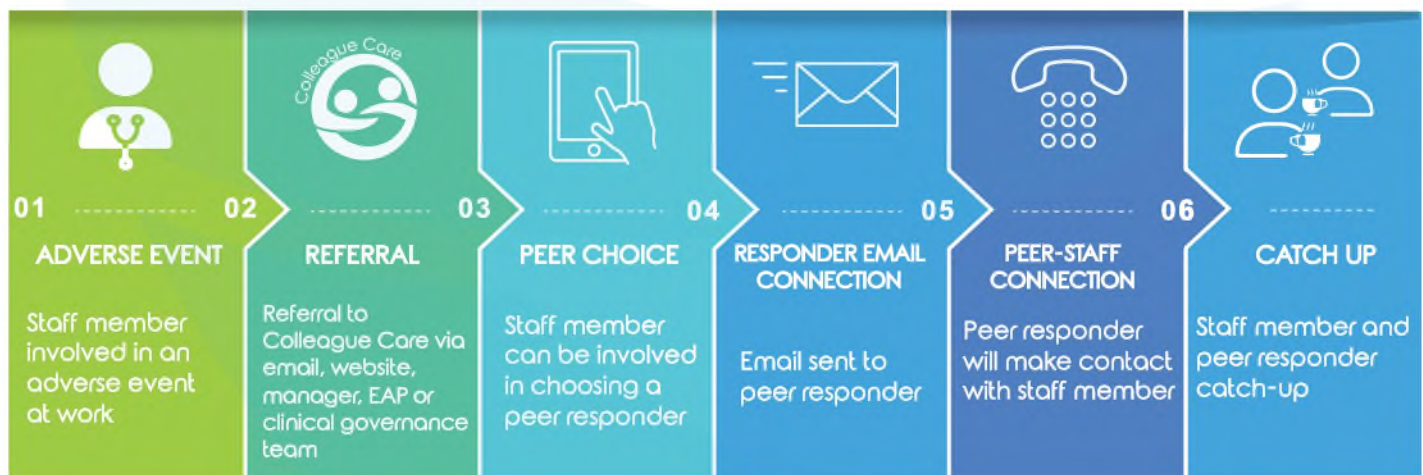 Colleague Care
01
02
03
04
05
06
ADVERSE EVENT
Staff member
involved in an
adverse event
at work
REFERRAL
Referral to
Colleague Care via
email, website,
manager, EAP or
clinical governance
team
PEER CHOICE
Staff member
can be involved
in choosing a
peer responder
RESPONDER EMAIL
CONNECTION
Email sent to
peer responder
PEER-STAFF
CONNECTION
Peer responder
will make contact
with staff member
CATCH UP
Staff member and
peer responder
catch-up